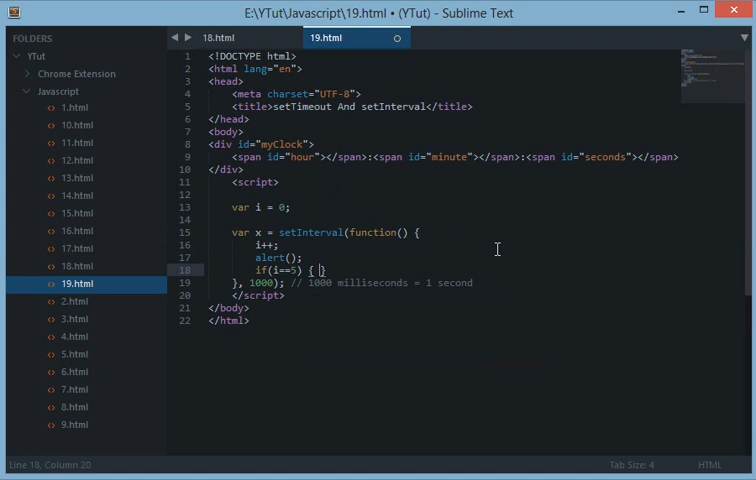 E:\YTut\Javascript\19.html • (YTut) - Sublime Text
FOLDERS
YTut
Chrome Extension
Javascript
1.html
10.html
11.html
12.html
13.html
14.html
15.html
16.html
17.html
18.html
19.html
2.html
3.html
4.html
5.html
6.html
7.html
8.html
9.html
18.html
19.html
1 <!DOCTYPE html>
2 <html lang="en">
3 <head>
4 <meta charset="UTF-8">
5 <title>setTimeout And setInterval</title>
6 </head>
7 <body>
8 <div id="myClock">
9 <span id="hour"></span>:<span id="minute"></span>:<span id="seconds"></span>
10 </div>
11 <script>
12
13 var i = 0;
14
15 var x = setInterval(function() {
16 i++;
17 alert();
18 if(i==5) { }
19 }, 1000); // 1000 milliseconds = 1 second
20 </script>
21 </body>
22 </html>
Line 18, Column 20
Tab Size: 4
HTML